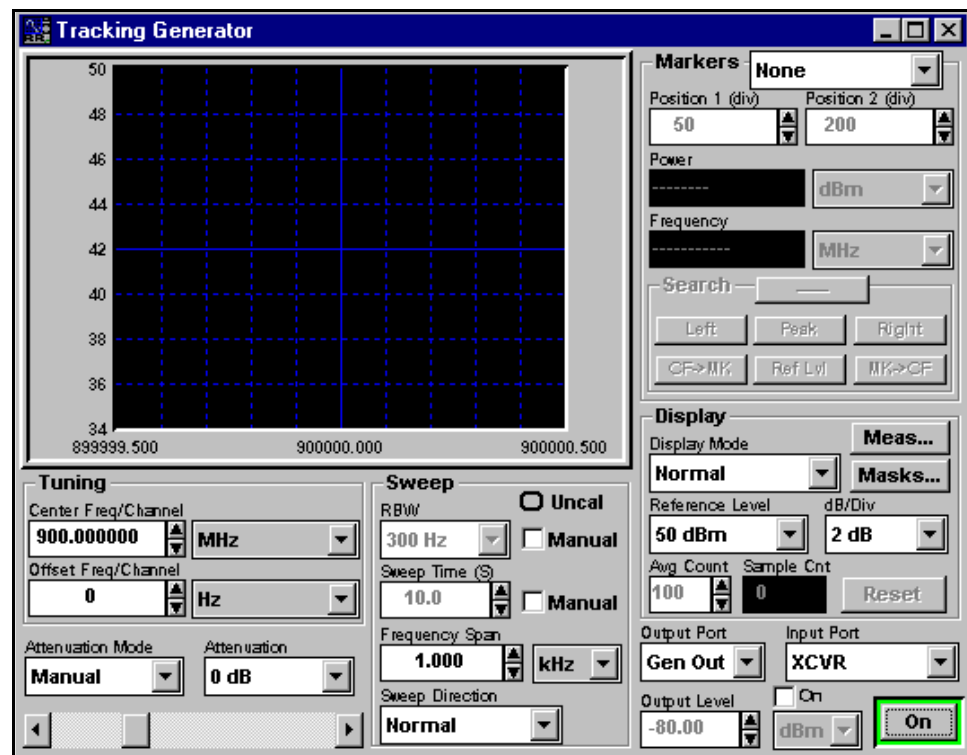 Tracking Generator
50
48
46
44
42
40
38
36
34
899999.500 900000.000 900000.500
Markers None
Position 1 (div) Position 2 (div)
50 200
Power
-------- dBm
Frequency
----------- MHz
Search
Left Peak Right
CF->MK Ref Lvl MK->CF
Display
Display Mode Meas...
Normal Masks...
Reference Level dB/Div
50 dBm 2 dB
Avg Count Sample Cnt
100 0 Reset
Tuning
Center Freq/Channel
900.000000 MHz
Offset Freq/Channel
0 Hz
Attenuation Mode Attenuation
Manual 0 dB
Sweep
RBW Uncal
300 Hz Manual
Sweep Time (S)
10.0 Manual
Frequency Span
1.000 kHz
Sweep Direction
Normal
Output Port Input Port
Gen Out XCVR
Output Level On
-80.00 dBm On